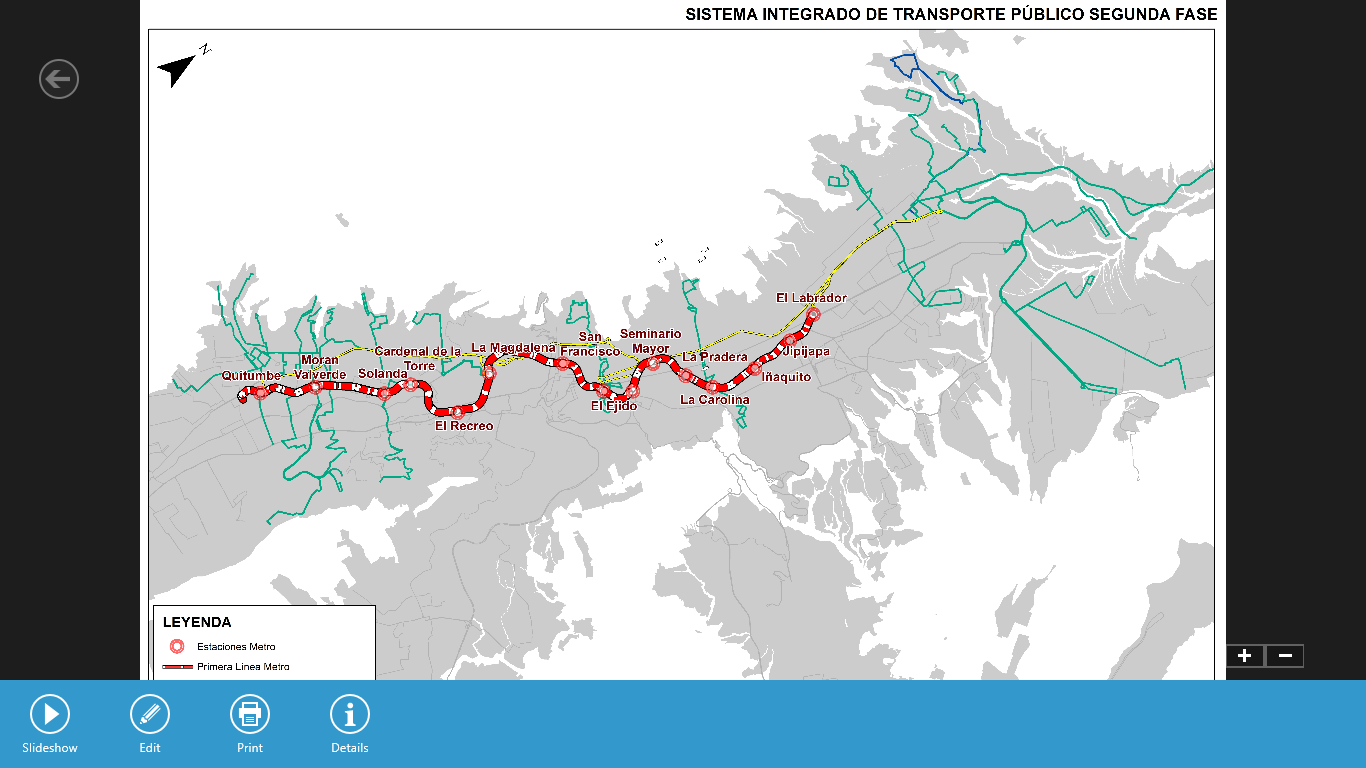 SISTEMA INTEGRADO DE TRANSPORTE PÚBLICO SEGUNDA FASE
N
El Labrador
Jipijapa
Iñaquito
La Pradera
La Carolina
Seminario
Mayor
San
Francisco
El Ejido
La Magdalena
Cardenal de la
Torre
El Recreo
Solanda
Moran
Valverde
Quitumbe
LEYENDA
Estaciones Metro
Primera Linea Metro
+
−
Slideshow
Edit
Print
Details